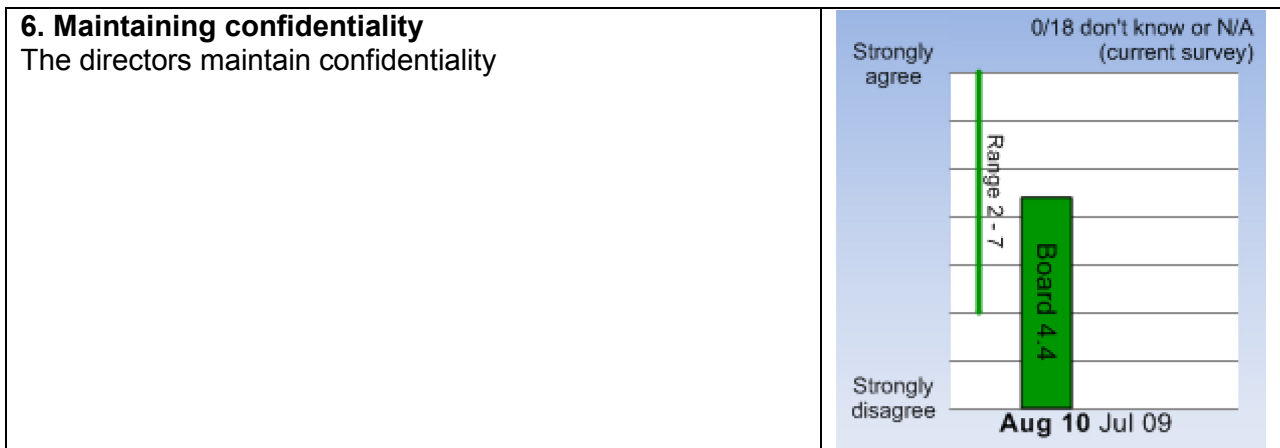 6. Maintaining confidentiality
The directors maintain confidentiality
0/18 don't know or N/A
(current survey)
Strongly
agree
Range 2 - 7
Board 4.4
Strongly
disagree
Aug 10 Jul 09